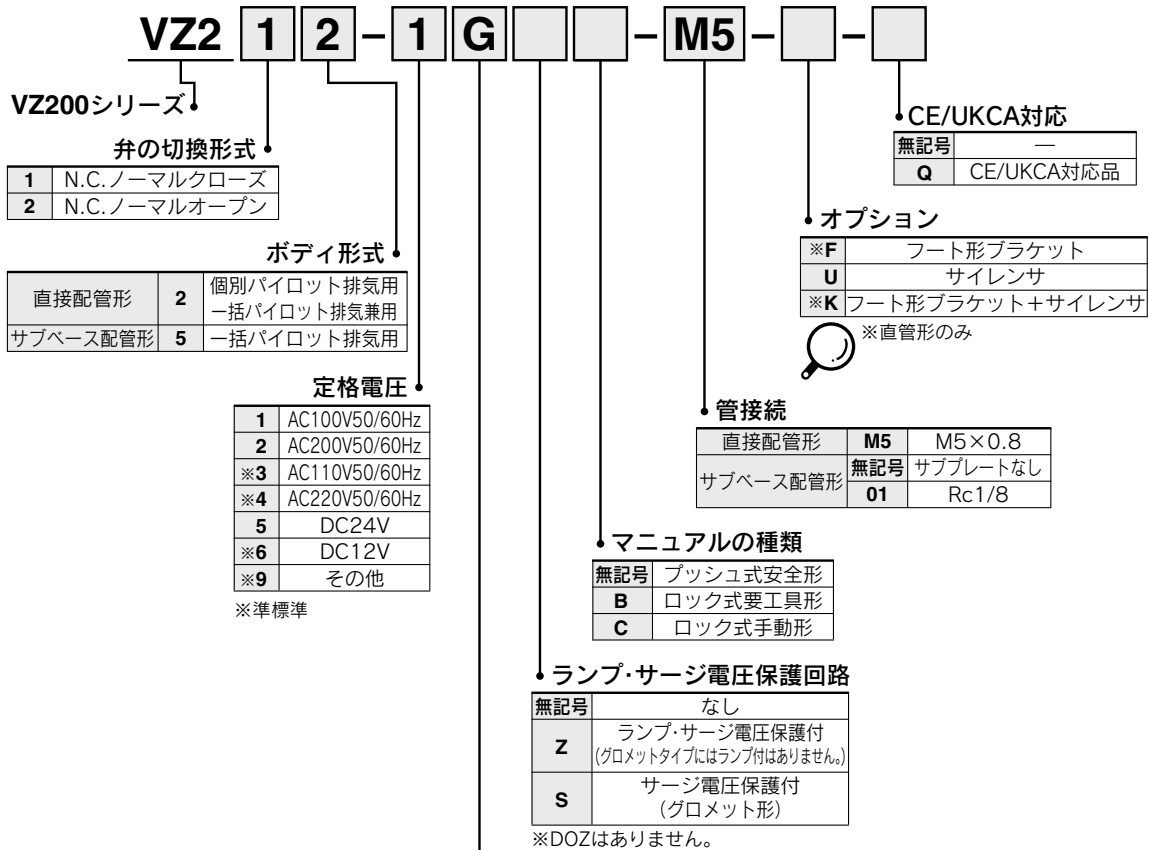 VZ2 1 2 - 1 G - M5 - -
VZ200シリーズ
弁の切換形式
1 N.C.ノーマルクローズ
2 N.C.ノーマルオープン
ボディ形式
直接配管形 2 個別パイロット排気用
一括パイロット排気兼用
サブベース配管形 5 一括パイロット排気用
定格電圧
1 AC100V50/60Hz
2 AC200V50/60Hz
※3 AC110V50/60Hz
※4 AC220V50/60Hz
5 DC24V
※6 DC12V
※9 その他
※準標準
CE/UKCA対応
無記号 —
Q CE/UKCA対応品
オプション
※F フート形ブラケット
U サイレンサ
※K フート形ブラケット＋サイレンサ
※直管形のみ
管接続
直接配管形 M5 M5×0.8
サブベース配管形 無記号 サブプレートなし
01 Rc1/8
マニュアルの種類
無記号 プッシュ式安全形
B ロック式要工具形
C ロック式手動形
ランプ・サージ電圧保護回路
無記号 なし
Z ランプ・サージ電圧保護付
(グロメットタイプにはランプ付はありません。)
S サージ電圧保護付
(グロメット形)
※DOZはありません。